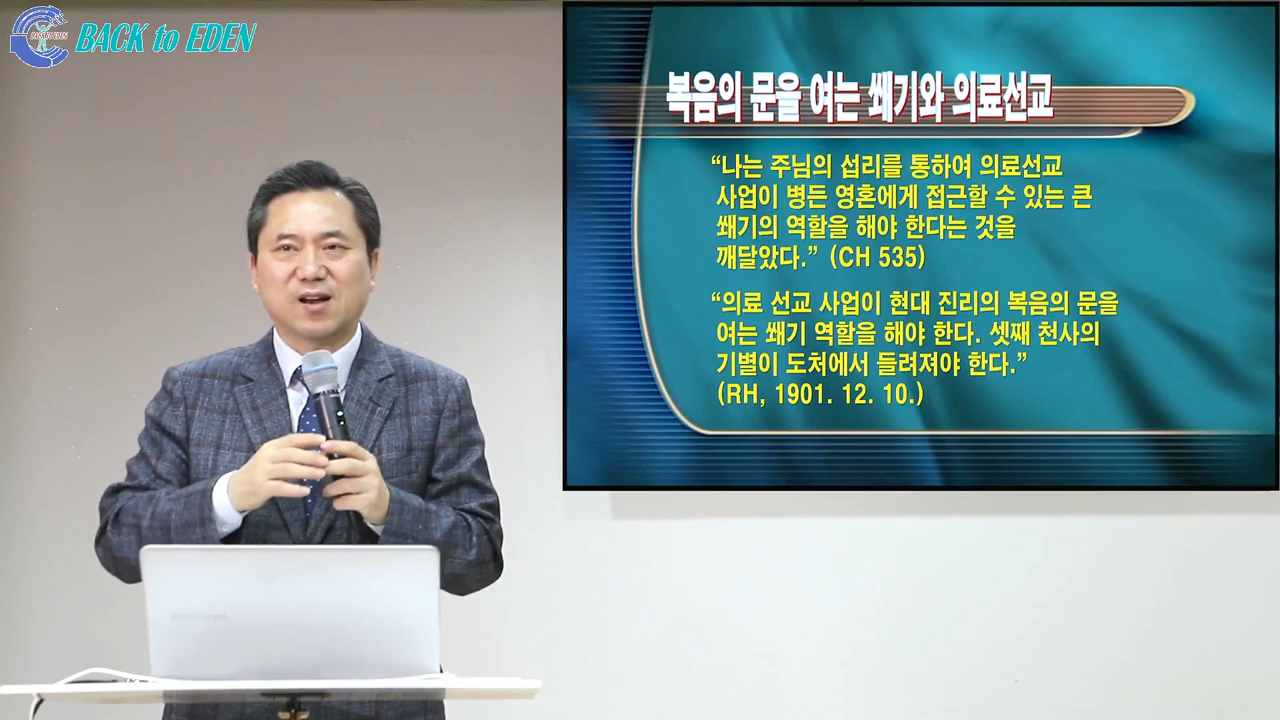 BACK to EDEN
복음의 문을 여는 쐐기와 의료선교
“나는 주님의 섭리를 통하여 의료선교
사업이 병든 영혼에게 접근할 수 있는 큰
쐐기의 역할을 해야 한다는 것을
깨달았다.” (CH 535)
“의료 선교 사업이 현대 진리의 복음의 문을
여는 쐐기 역할을 해야 한다. 셋째 천사의
기별이 도처에서 들려져야 한다.”
(RH, 1901. 12. 10.)